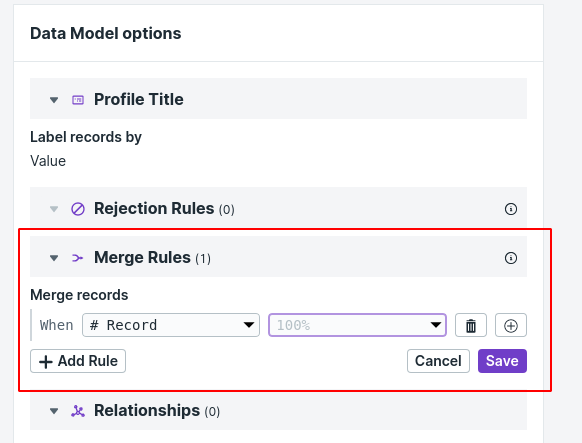 Data Model options
Profile Title
Label records by
Value
Rejection Rules (0)
Merge Rules (1)
Merge records
When # Record 100%
+ Add Rule Cancel Save
Relationships (0)